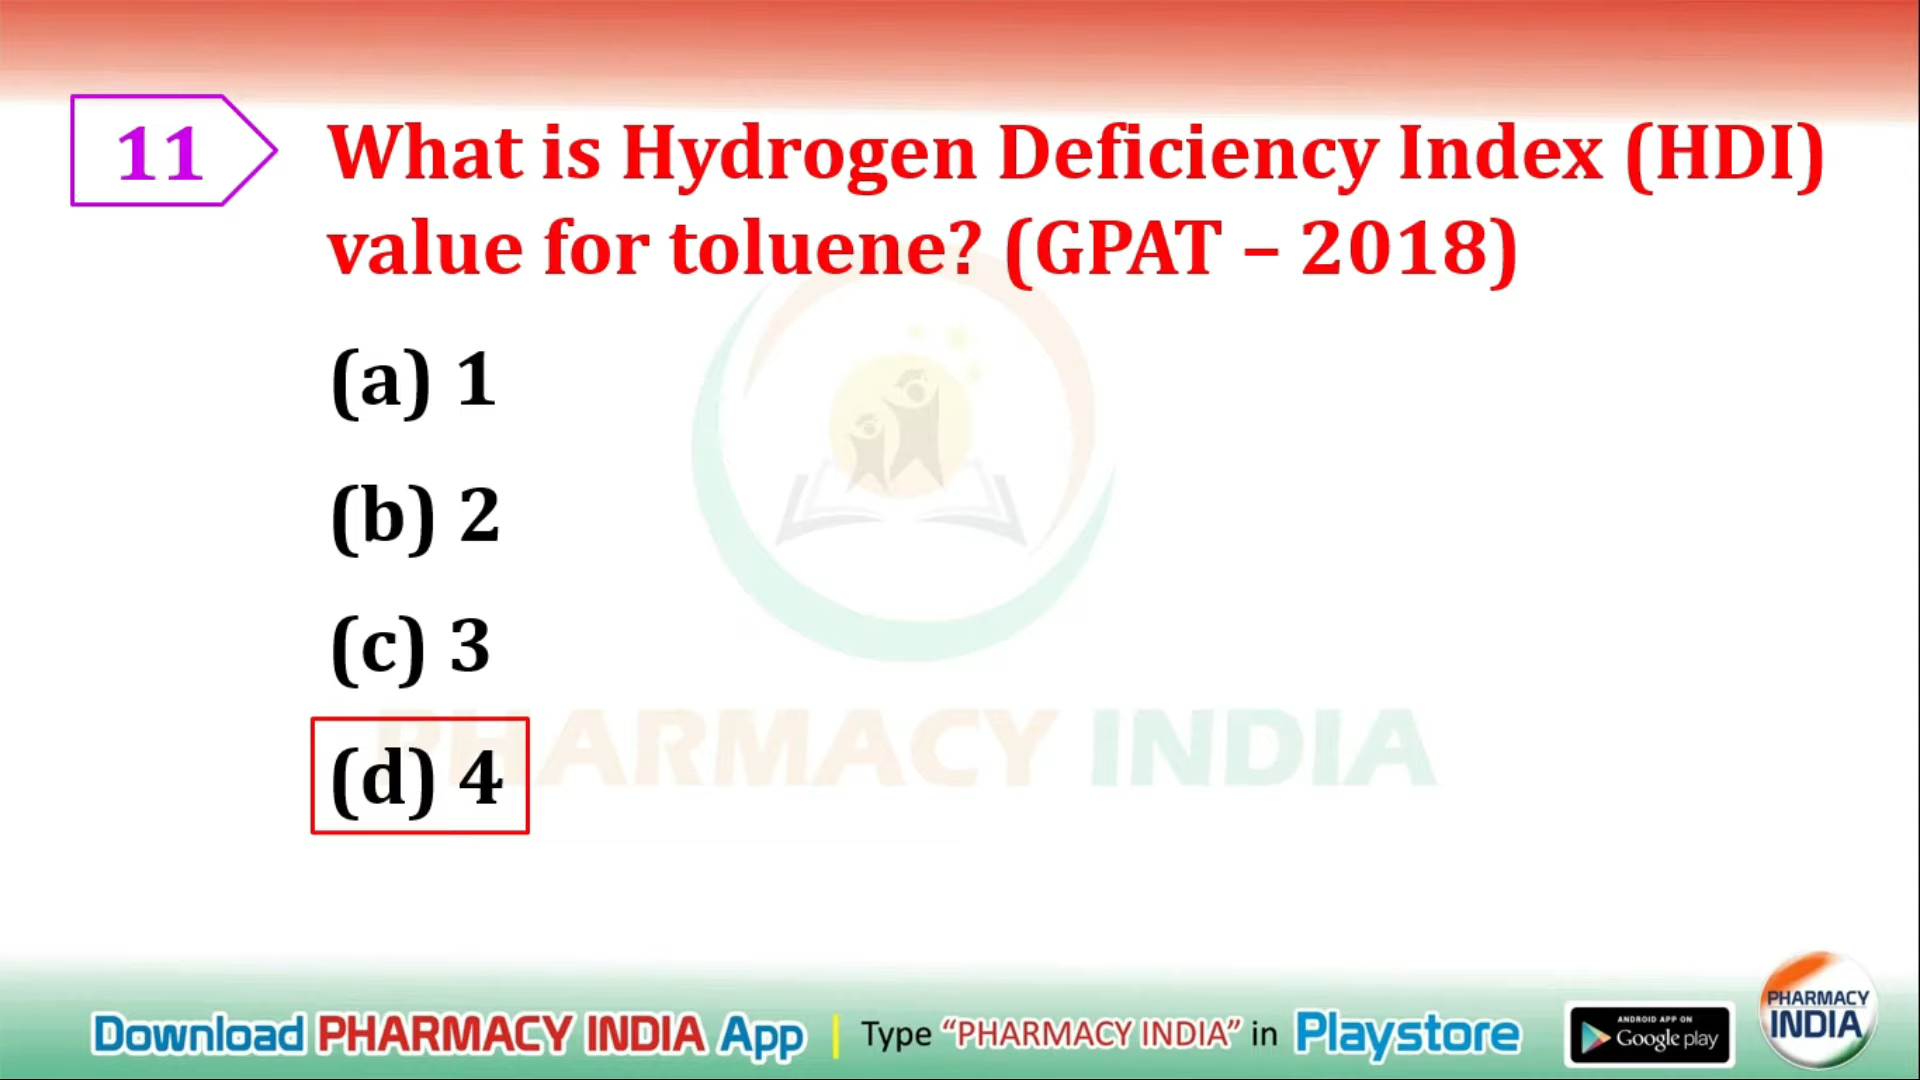 11
What is Hydrogen Deficiency Index (HDI)
value for toluene? (GPAT – 2018)
(a) 1
(b) 2
(c) 3
(d) 4
PHARMACY INDIA
Download PHARMACY INDIA App | Type “PHARMACY INDIA” in Playstore
ANDROID APP ON
Google play
PHARMACY
INDIA